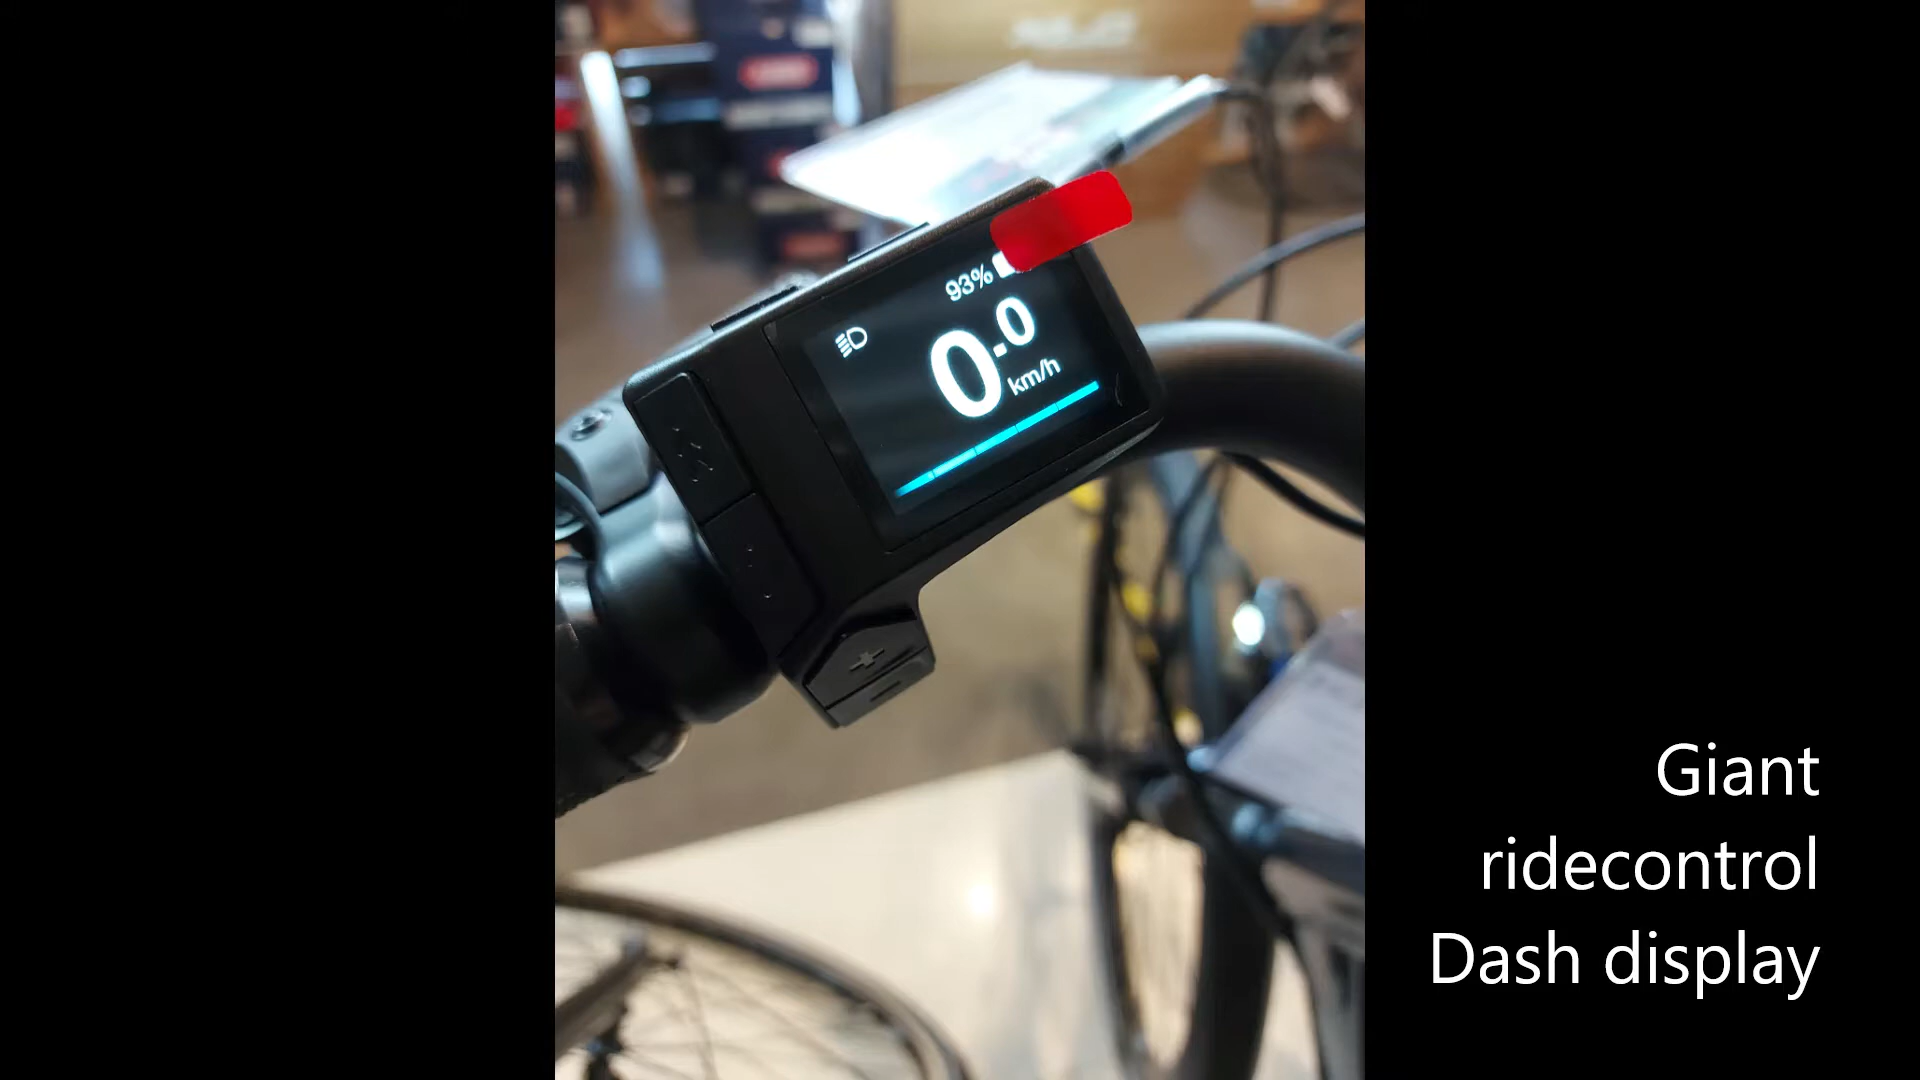 93%
0.0
km/h
+
-
Giant
ridecontrol
Dash display